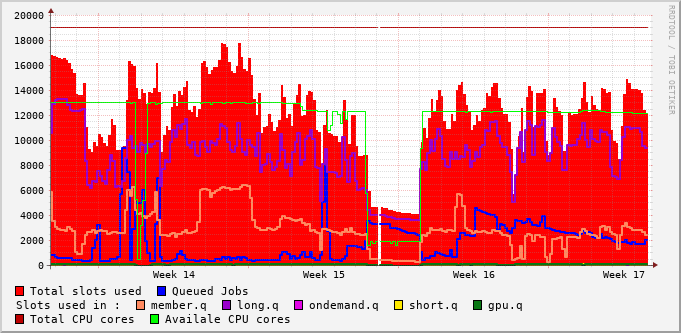 20000
18000
16000
14000
12000
10000
8000
6000
4000
2000
0
Week 14 Week 15 Week 16 Week 17
RRDTOOL / TOBI OETIKER
Total slots used Queued Jobs
Slots used in : member.q long.q ondemand.q short.q gpu.q
Total CPU cores Availale CPU cores